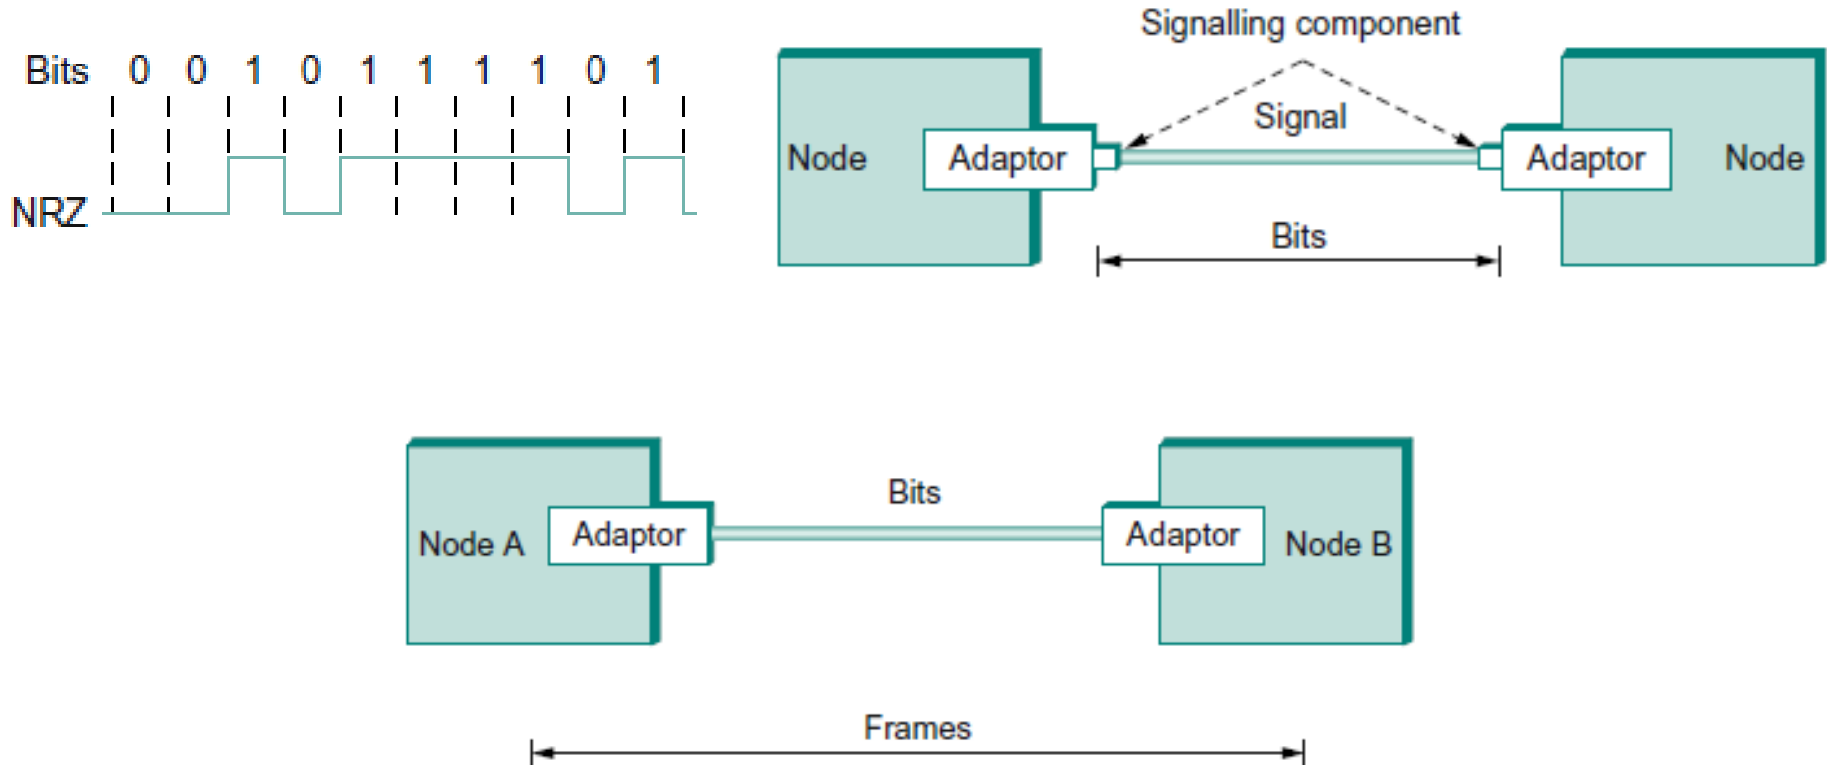 Bits 0 0 1 0 1 1 1 1 0 1
NRZ
Signalling component
Signal
Node Adaptor Adaptor Node
Bits
Bits
Node A Adaptor Adaptor Node B
Frames